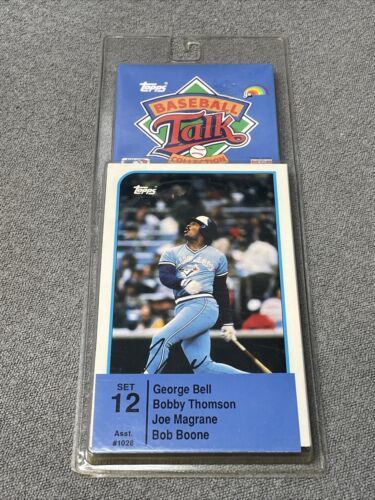 Topps
BASEBALL
Talk
COLLECTION
Topps
SET
12
Asst.
#1028
George Bell
Bobby Thomson
Joe Magrane
Bob Boone